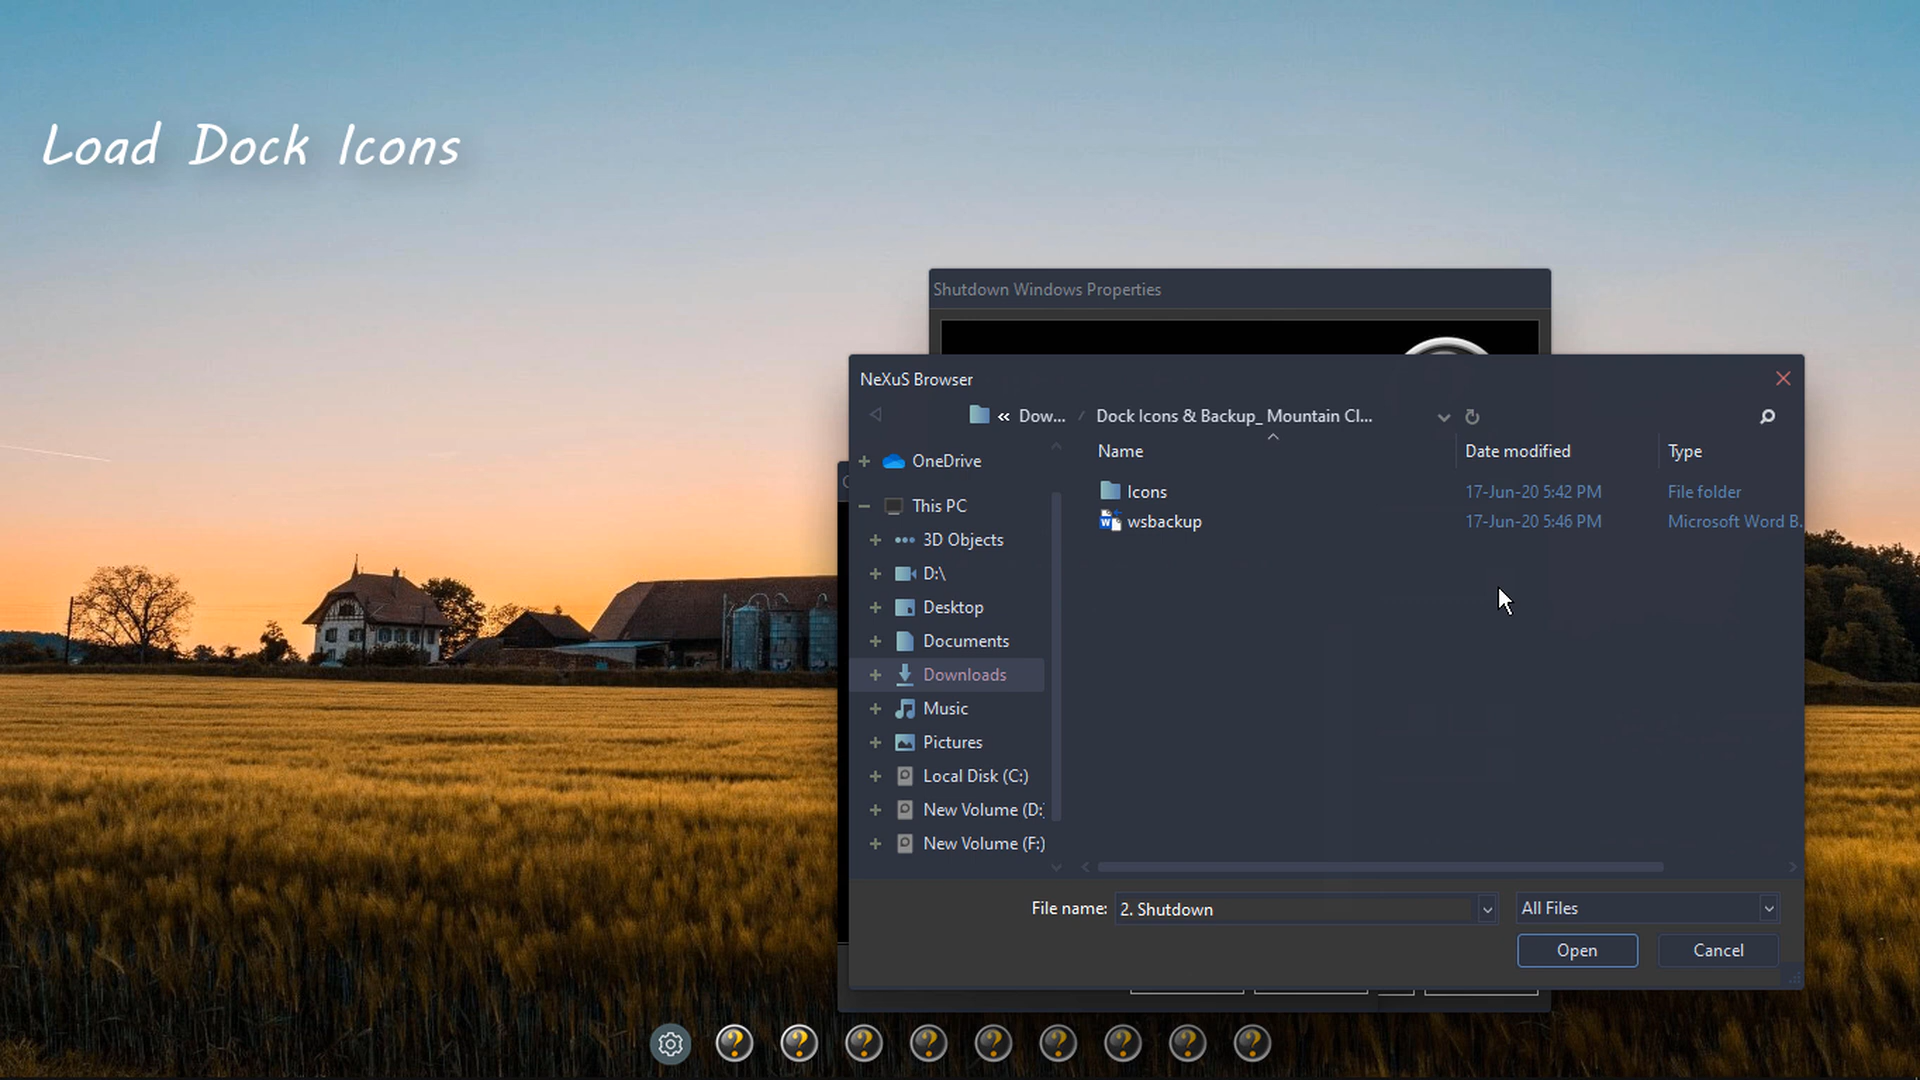 Load Dock Icons
Shutdown Windows Properties
NeXuS Browser
« Dow... / Dock Icons & Backup_ Mountain Cl...
Name Date modified Type
OneDrive
This PC
3D Objects
D:\
Desktop
Documents
Downloads
Music
Pictures
Local Disk (C:)
New Volume (D:
New Volume (F:)
Icons 17-Jun-20 5:42 PM File folder
wsbackup 17-Jun-20 5:46 PM Microsoft Word B.
File name: 2. Shutdown All Files
Open Cancel
? ? ? ? ? ? ? ? ?